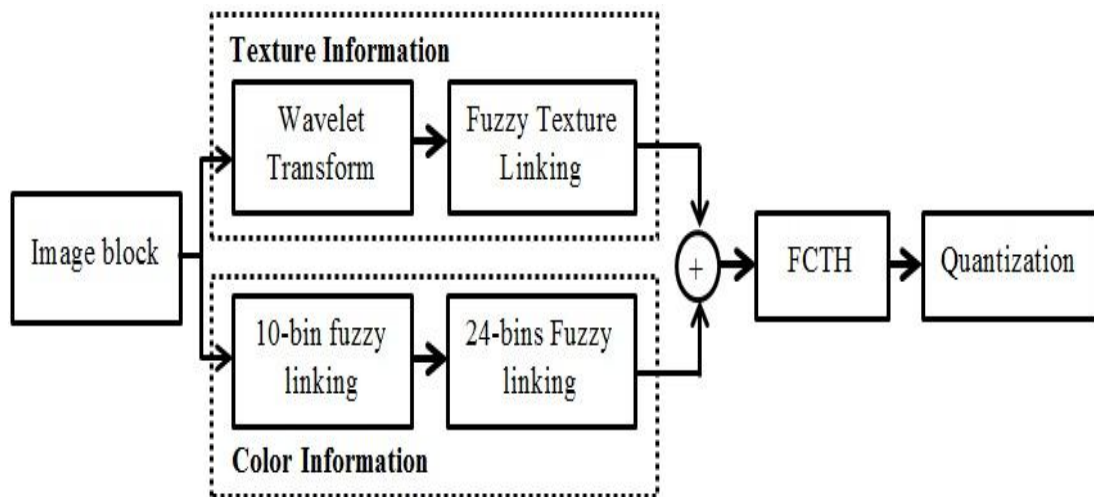 Texture Information
Wavelet
Transform
Fuzzy Texture
Linking
Image block
+
FCTH
Quantization
10-bin fuzzy
linking
24-bins Fuzzy
linking
Color Information